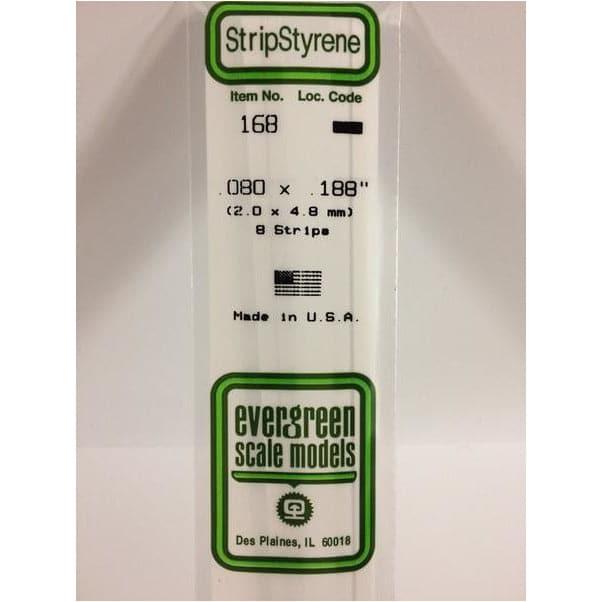 StripStyrene
Item No. Loc. Code
168
.080 x .188"
(2.0 x 4.8 mm)
8 Strips
Made in U.S.A.
evergreen
scale models
Des Plaines, IL 60018